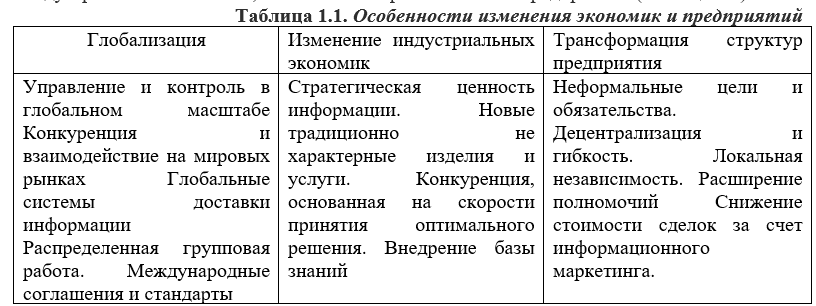 Таблица 1.1. Особенности изменения экономик и предприятий
Глобализация
Изменение индустриальных
экономик
Трансформация структур
предприятия
Управление и контроль в
глобальном масштабе
Конкуренция и
взаимодействие на мировых
рынках Глобальные
системы доставки
информации
Распределенная групповая
работа. Международные
соглашения и стандарты
Стратегическая ценность
информации. Новые
традиционно не
характерные изделия и
услуги. Конкуренция,
основанная на скорости
принятия оптимального
решения. Внедрение базы
знаний
Неформальные цели и
обязательства.
Децентрализация и
гибкость. Локальная
независимость. Расширение
полномочий Снижение
стоимости сделок за счет
информационного
маркетинга.